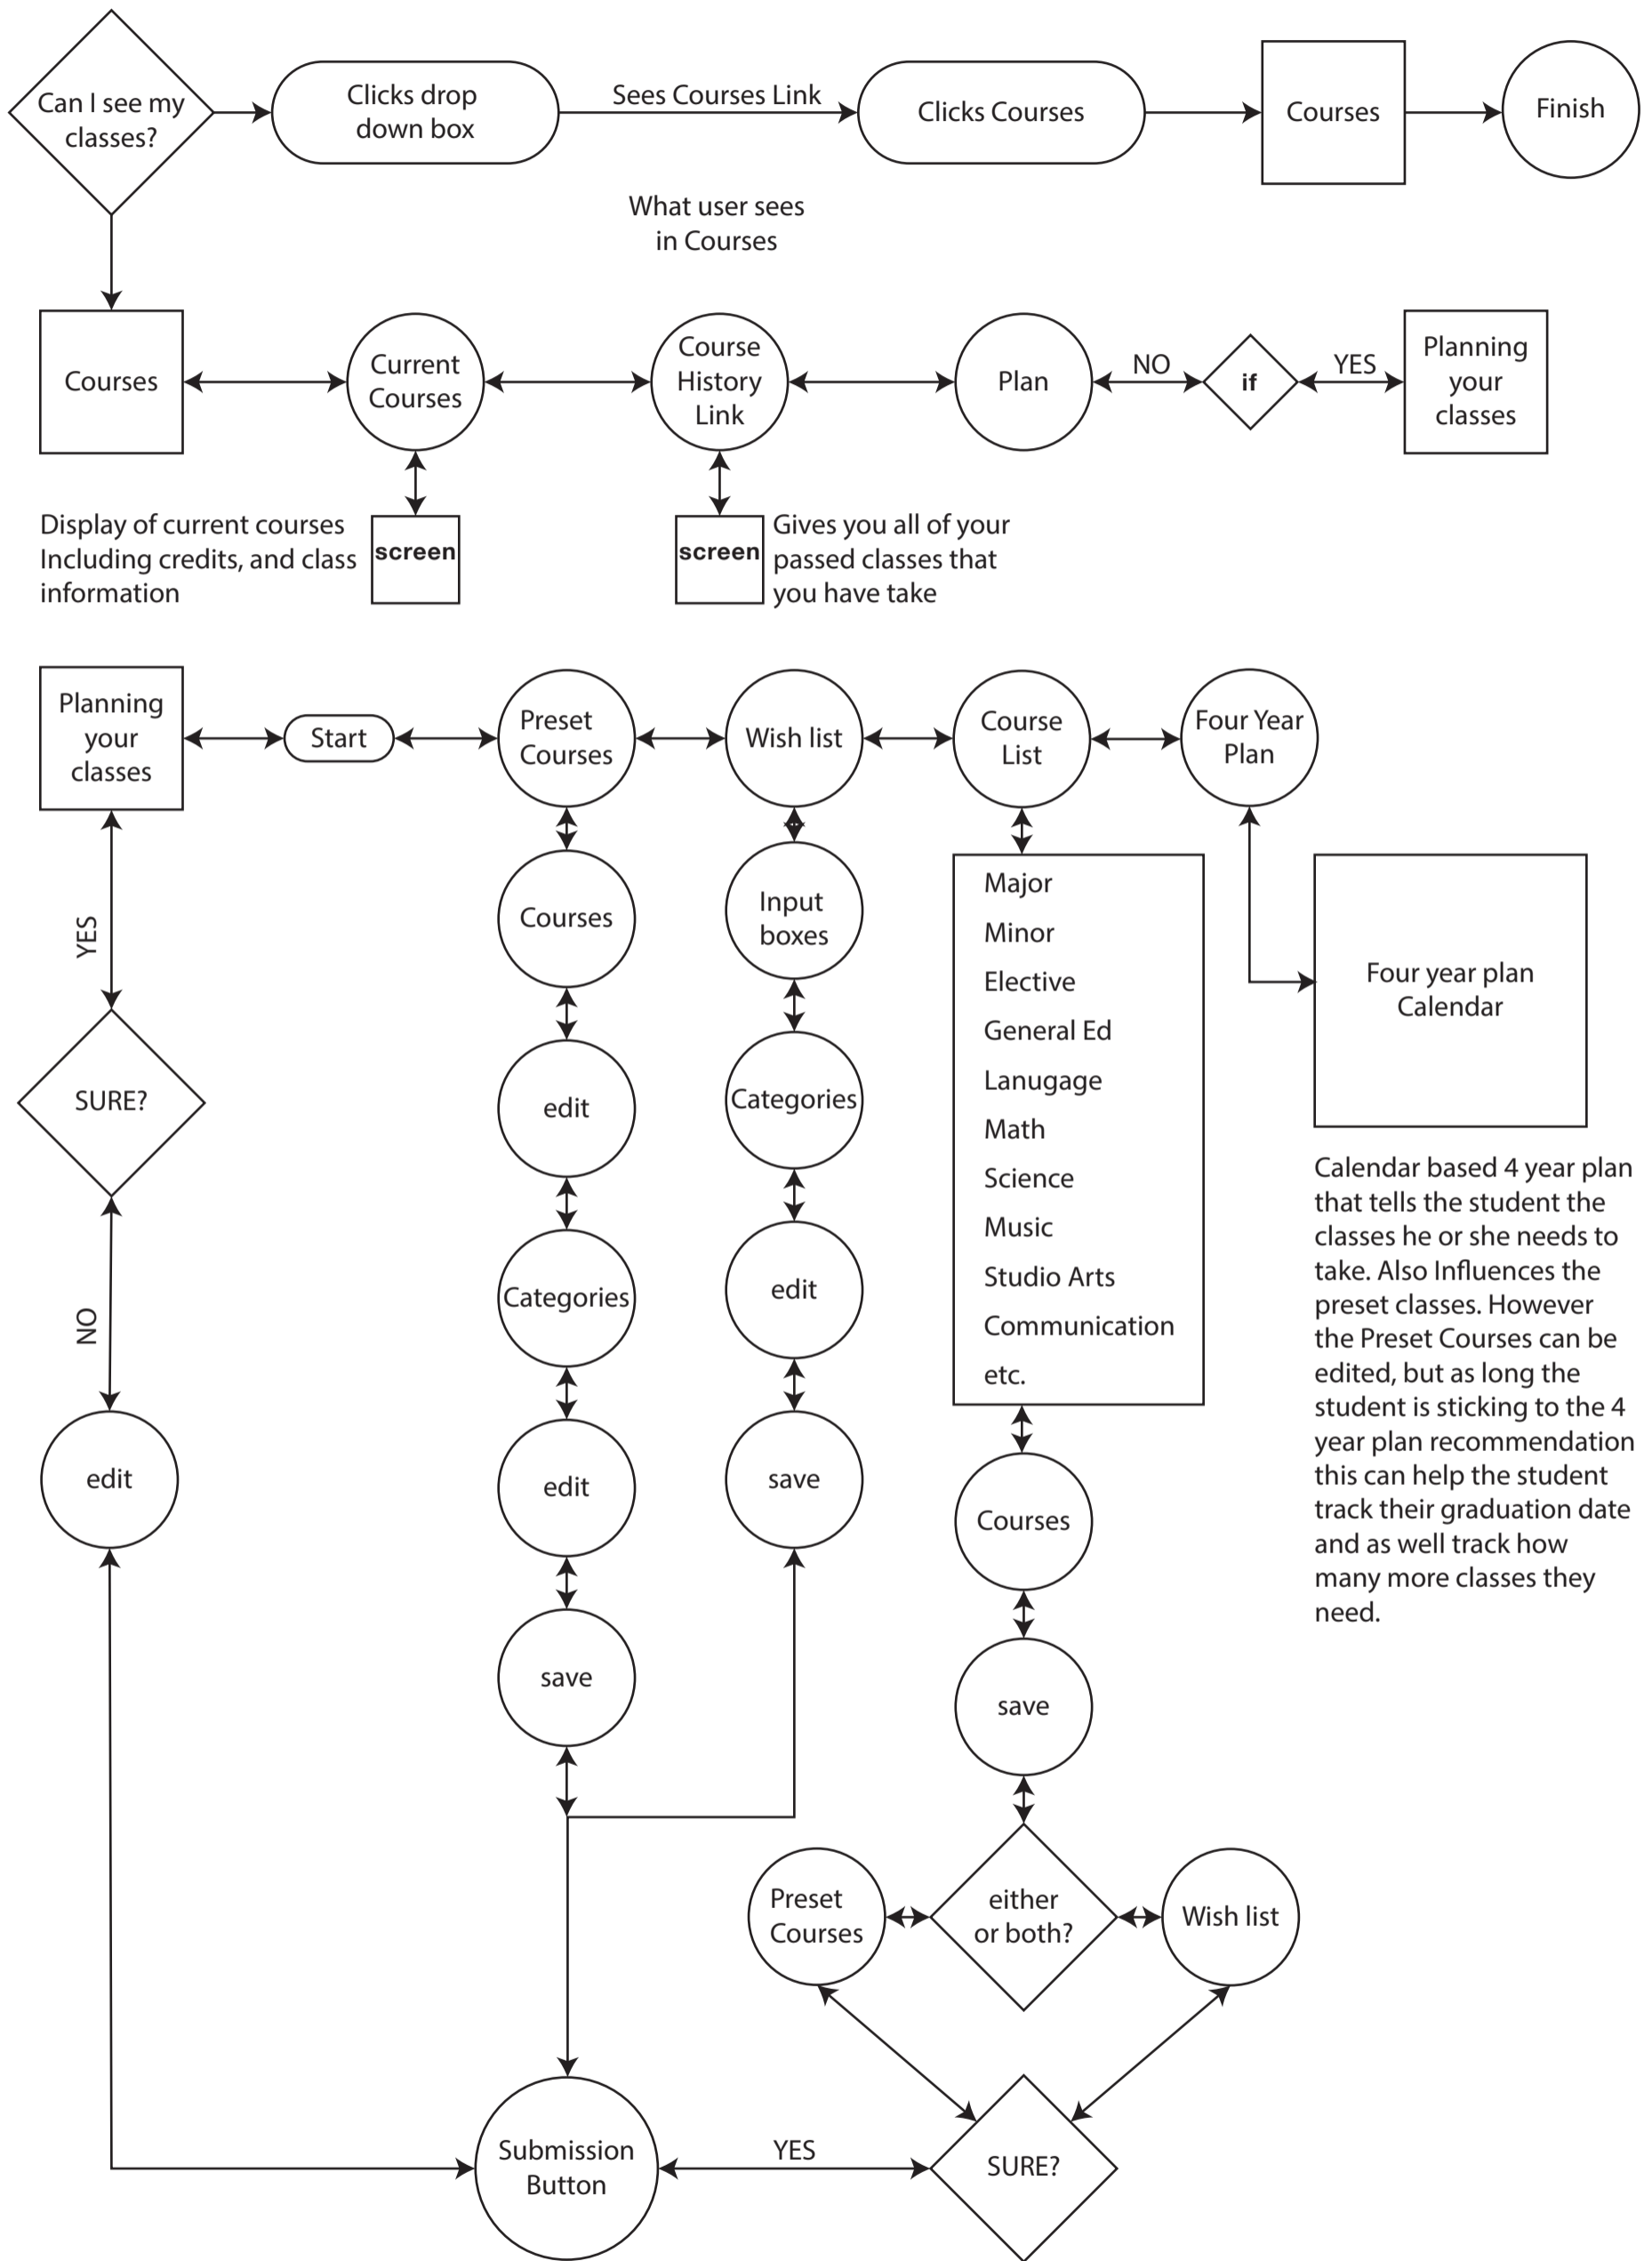 Can I see my
classes?
Clicks drop
down box
Sees Courses Link
Clicks Courses
Courses
Finish
What user sees
in Courses
Courses
Current
Courses
Course
History
Link
Plan
NO
if
YES
Planning
your
classes
Display of current courses
Including credits, and class
information
screen
screen
Gives you all of your
passed classes that
you have take
Planning
your
classes
Start
Preset
Courses
Wish list
Course
List
Four Year
Plan
YES
SURE?
NO
edit
Courses
edit
Categories
edit
save
Input
boxes
Categories
edit
save
Major
Minor
Elective
General Ed
Lanugage
Math
Science
Music
Studio Arts
Communication
etc.
Courses
save
Four year plan
Calendar
Calendar based 4 year plan
that tells the student the
classes he or she needs to
take. Also Influences the
preset classes. However
the Preset Courses can be
edited, but as long the
student is sticking to the 4
year plan recommendation
this can help the student
track their graduation date
and as well track how
many more classes they
need.
Preset
Courses
either
or both?
Wish list
Submission
Button
YES
SURE?